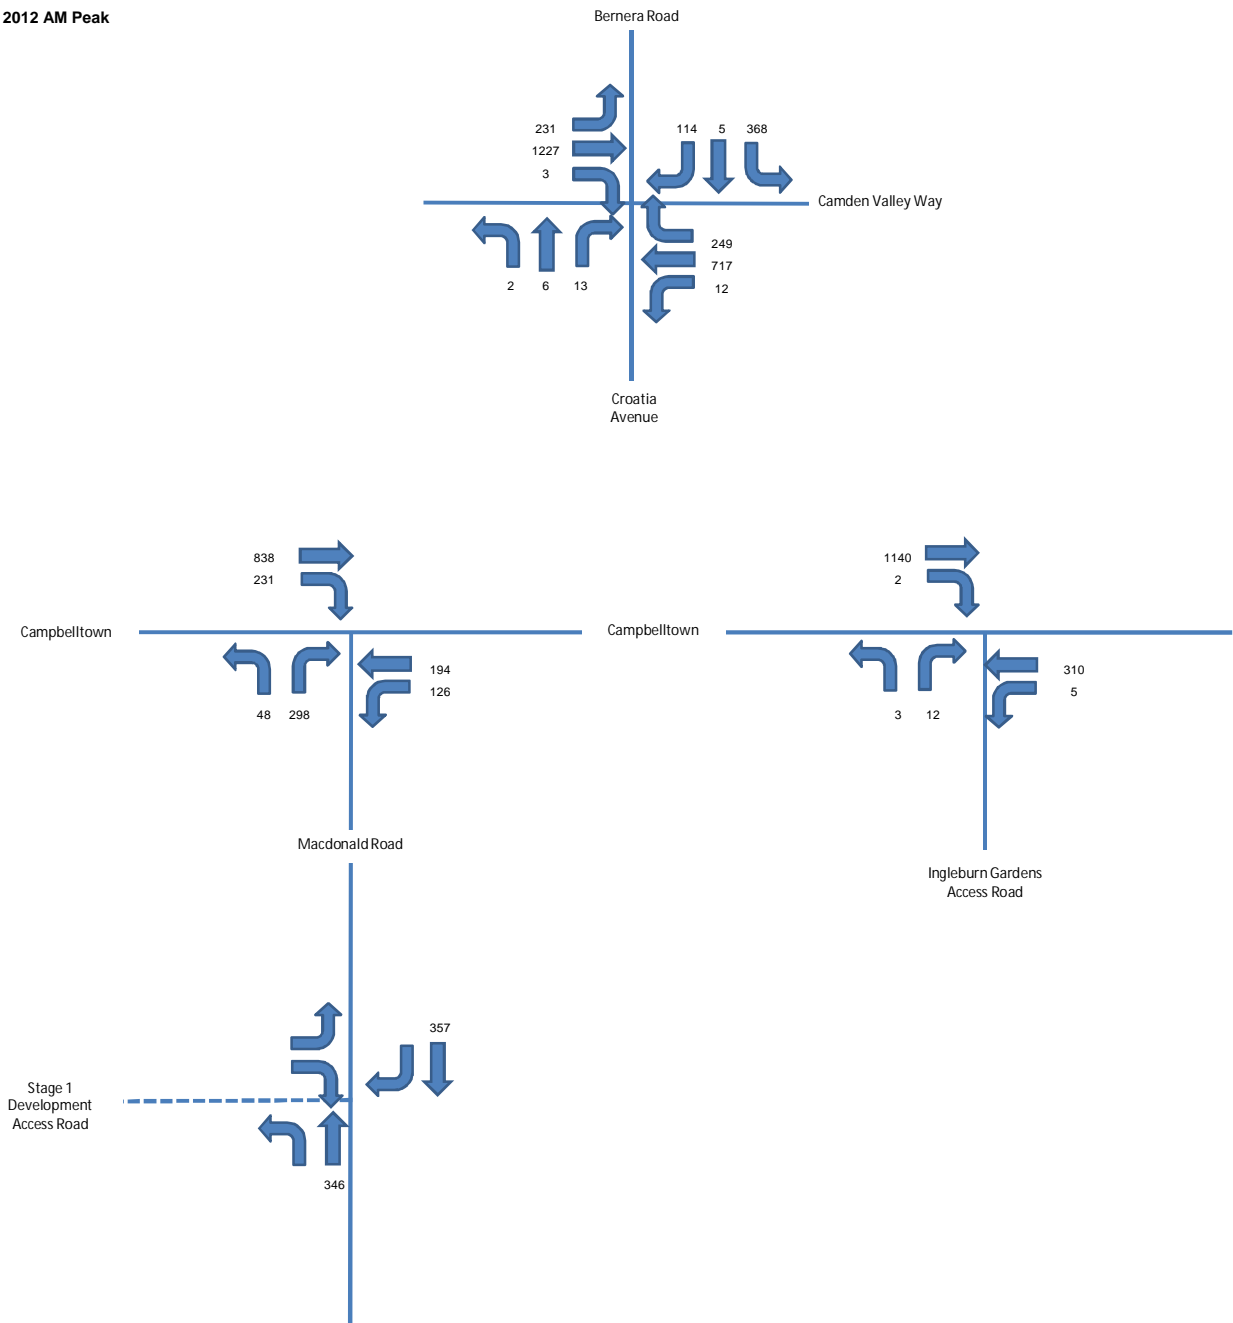 2012 AM Peak
Bernera Road
231
1227
3
114 5 368
Camden Valley Way
249
717
12
2 6 13
Croatia
Avenue
838
231
Campbelltown
194
126
48 298
Macdonald Road
1140
2
Campbelltown
310
5
3 12
Ingleburn Gardens
Access Road
357
Stage 1
Development
Access Road
346